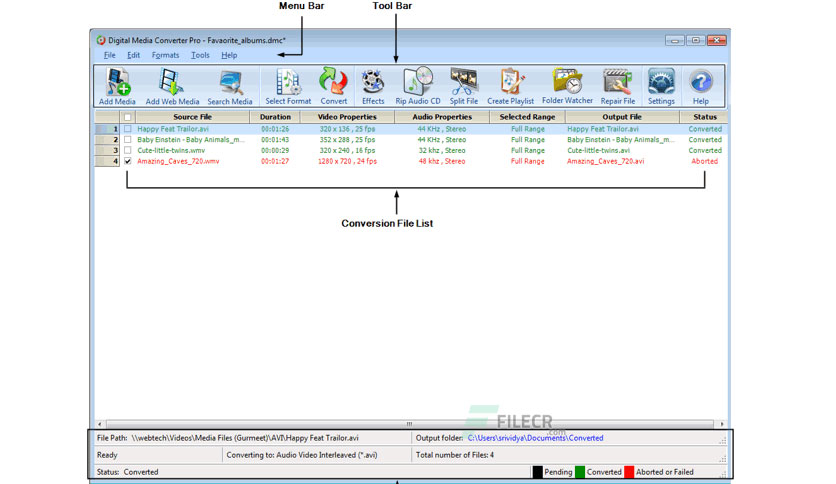 Menu Bar Tool Bar
Digital Media Converter Pro - Favaorite_albums.dmc*
File Edit Formats Tools Help
Add Media Add Web Media Search Media Select Format Convert Effects Rip Audio CD Split File Create Playlist Folder Watcher Repair File Settings Help
Source File Duration Video Properties Audio Properties Selected Range Output File Status
1 Happy Feat Trailor.avi 00:01:26 320 x 136 , 25 fps 44 KHz , Stereo Full Range Happy Feat Trailor.avi Converted
2 Baby Einstein - Baby Animals_m... 00:01:43 352 x 288 , 25 fps 44 KHz , Stereo Full Range Baby Einstein - Baby Animals_m... Converted
3 Cute-little-twins.wmv 00:00:29 320 x 240 , 16 fps 32 khz , Stereo Full Range Cute-little-twins.avi Converted
4 Amazing_Caves_720.wmv 00:01:27 1280 x 720 , 24 fps 48 khz , Stereo Full Range Amazing_Caves_720.avi Aborted
Conversion File List
FILECR
.com
File Path: \\webtech\Videos\Media Files (Gurmeet)\AVI\Happy Feat Trailor.avi Output folder: C:\Users\srividya\Documents\Converted
Ready Converting to: Audio Video Interleaved (*.avi) Total number of Files: 4
Status: Converted Pending Converted Aborted or Failed